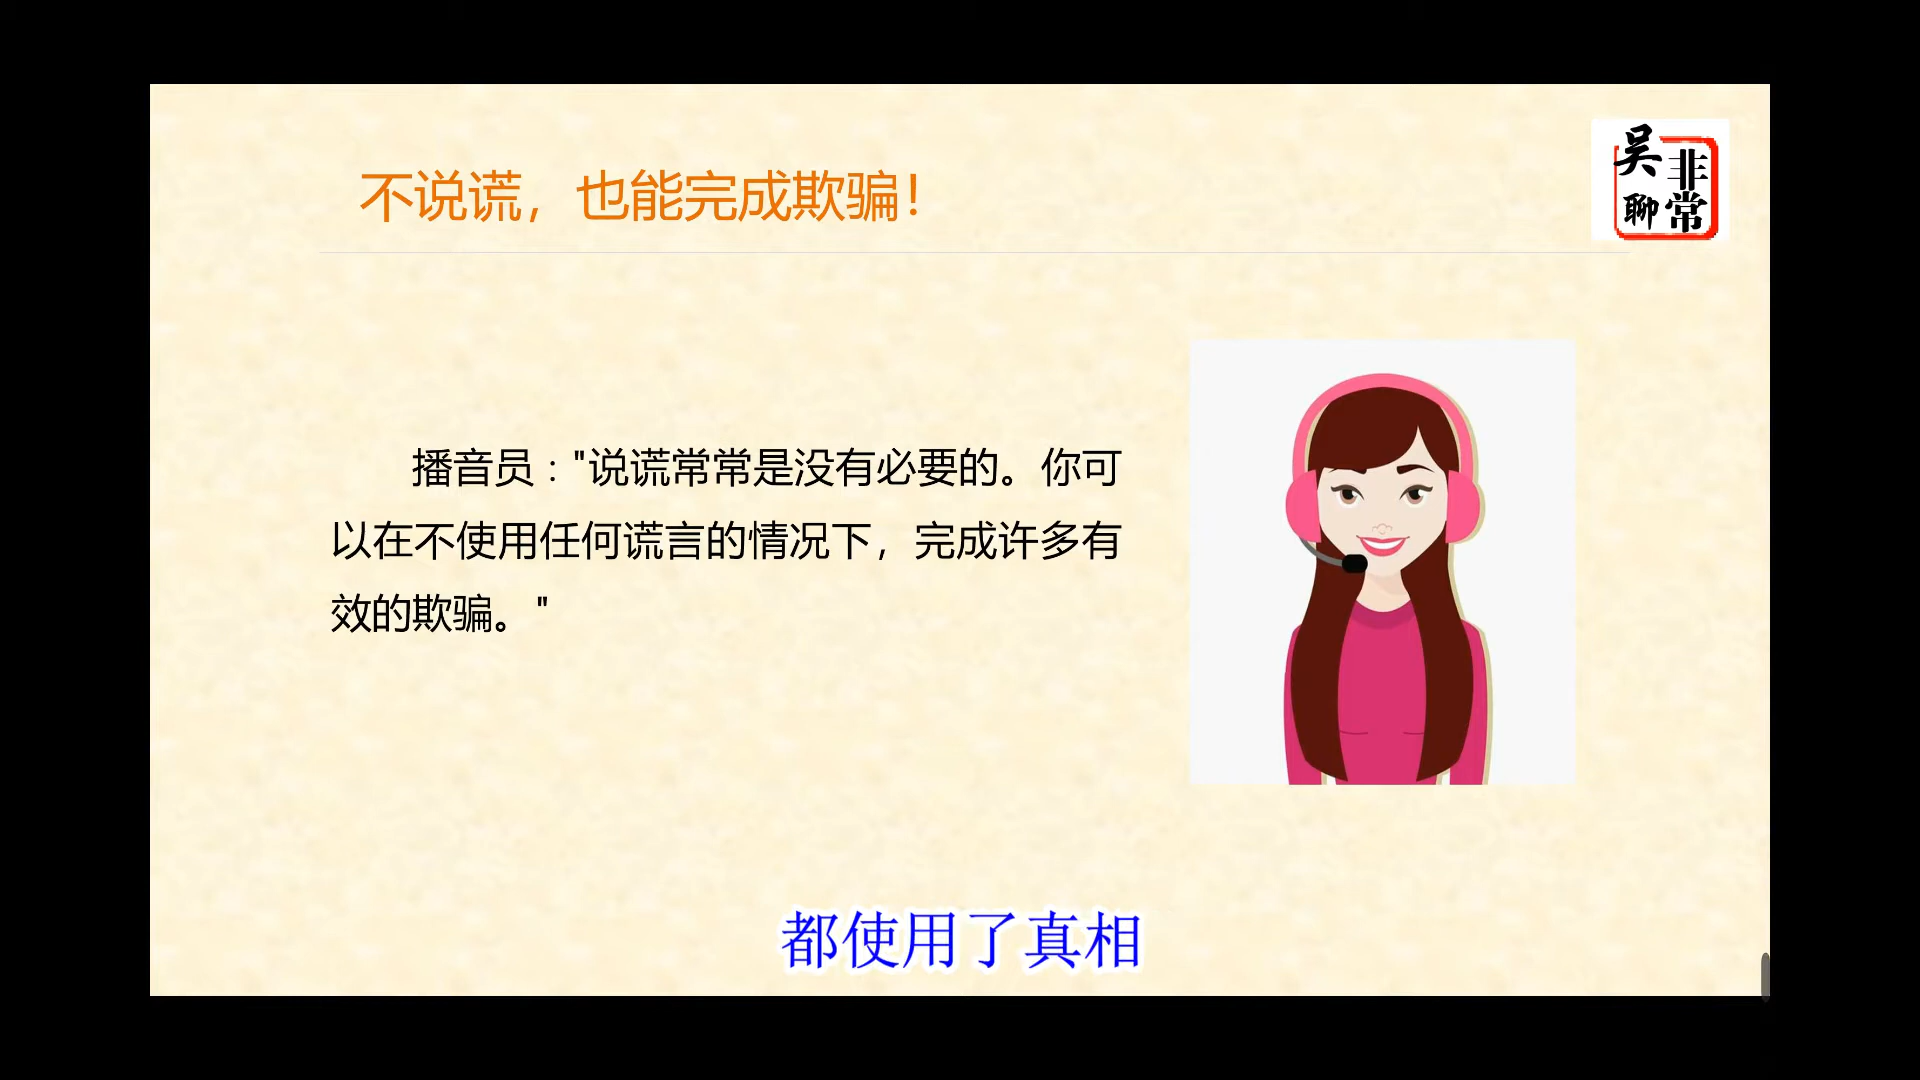 不说谎，也能完成欺骗！
吴 非
聊 常
播音员："说谎常常是没有必要的。你可
以在不使用任何谎言的情况下，完成许多有
效的欺骗。"
都使用了真相